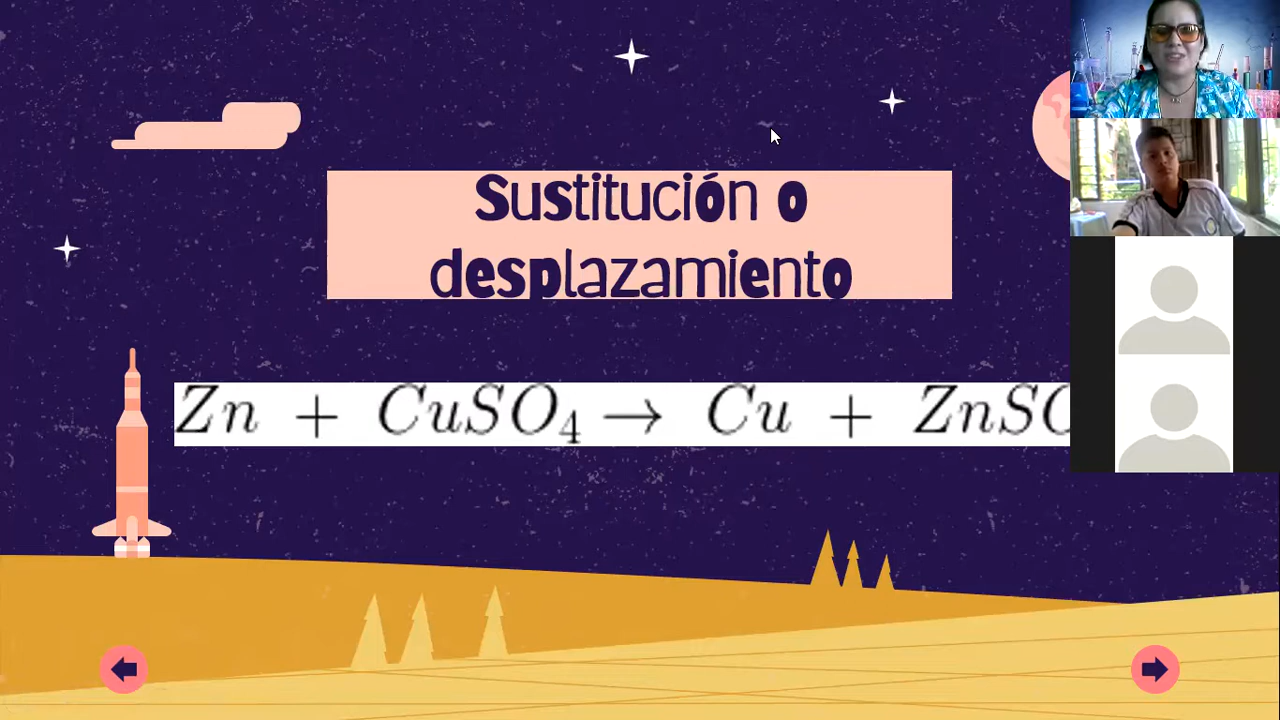 Sustitución o
desplazamiento
Zn + CuSO₄ → Cu + ZnSO